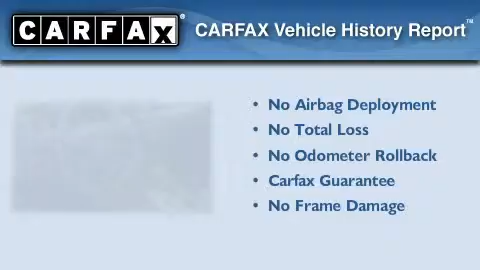 CARFAX® CARFAX Vehicle History Report™
• No Airbag Deployment
• No Total Loss
• No Odometer Rollback
• Carfax Guarantee
• No Frame Damage